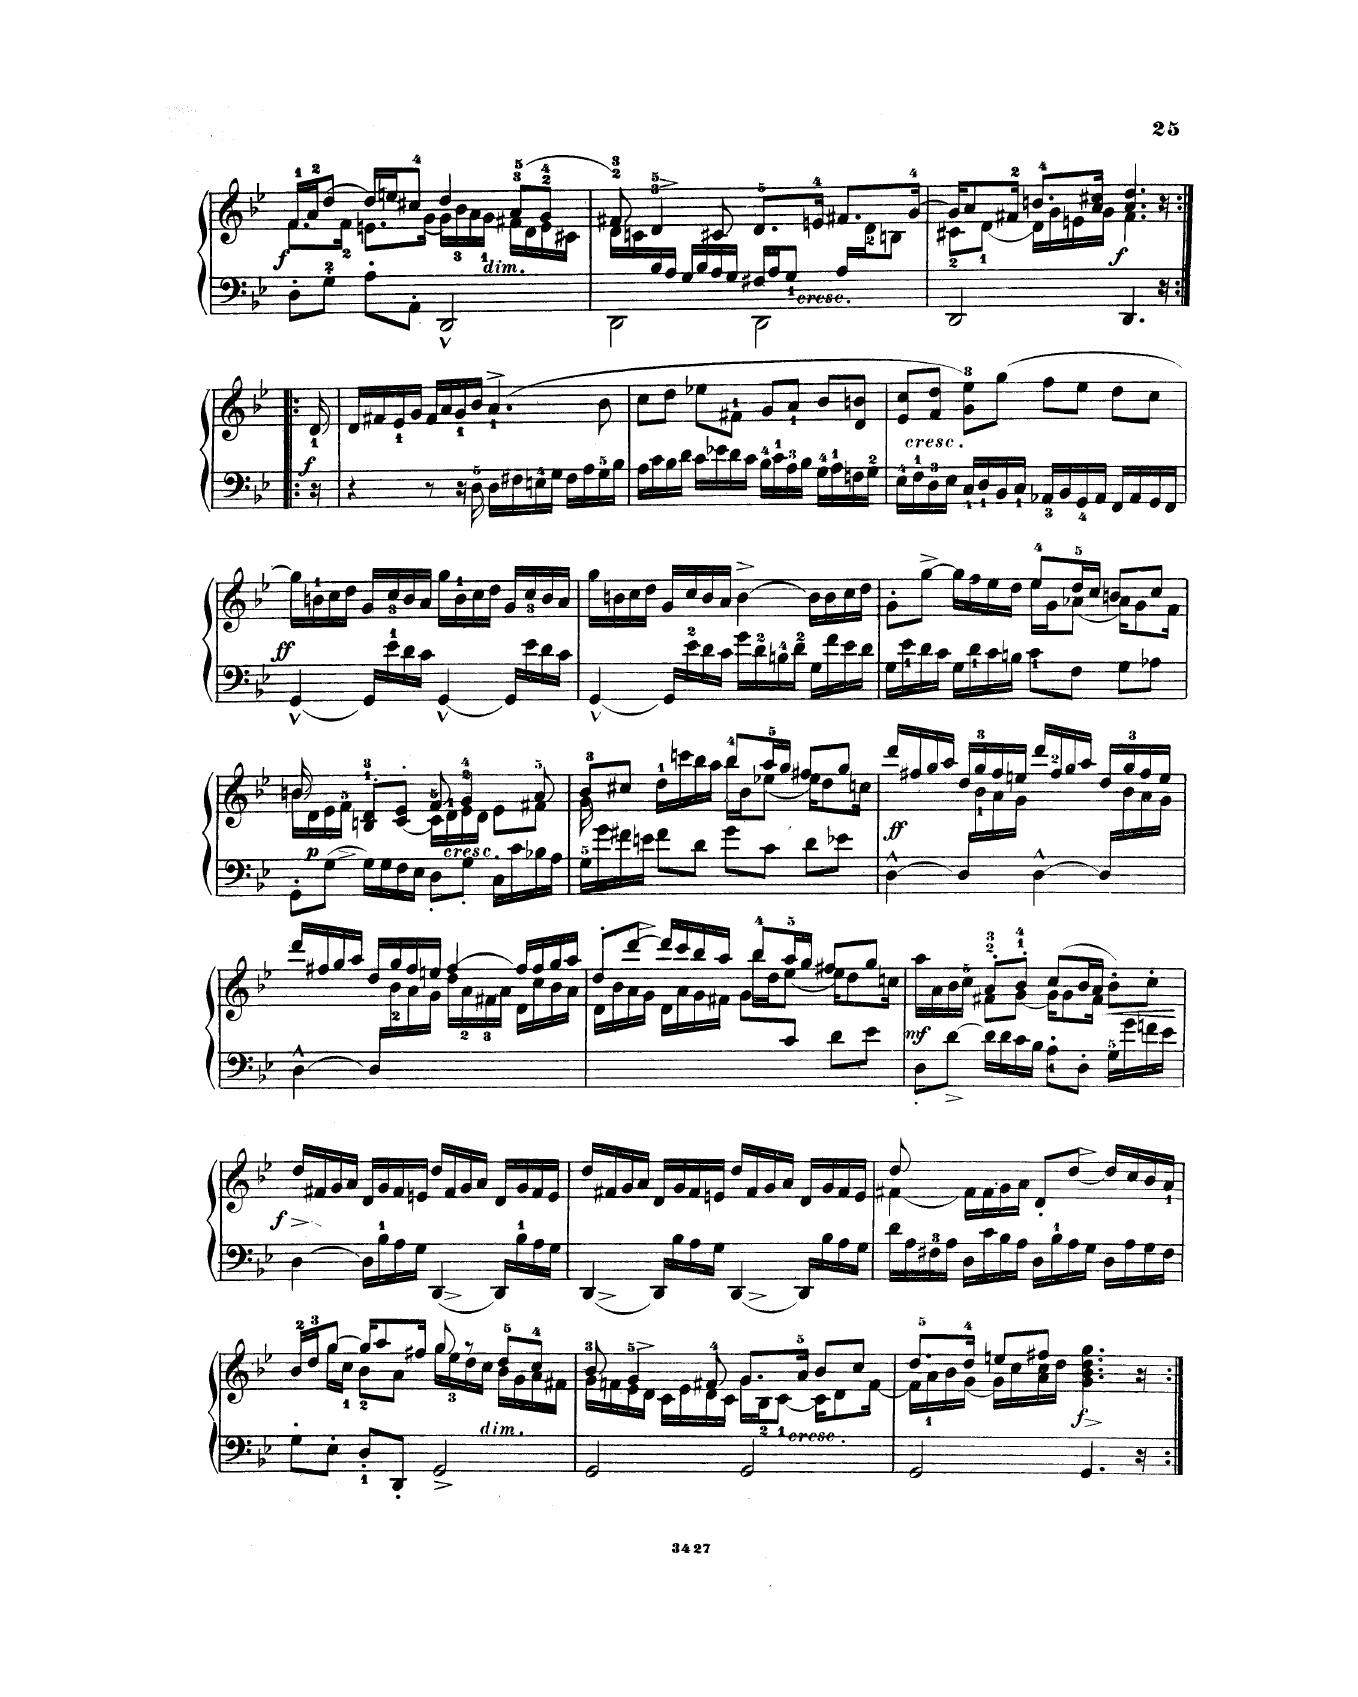 25
f dim. cresc. f
f cresc.
ff
p cresc. ff
mf
f
dim. cresc. f
3427